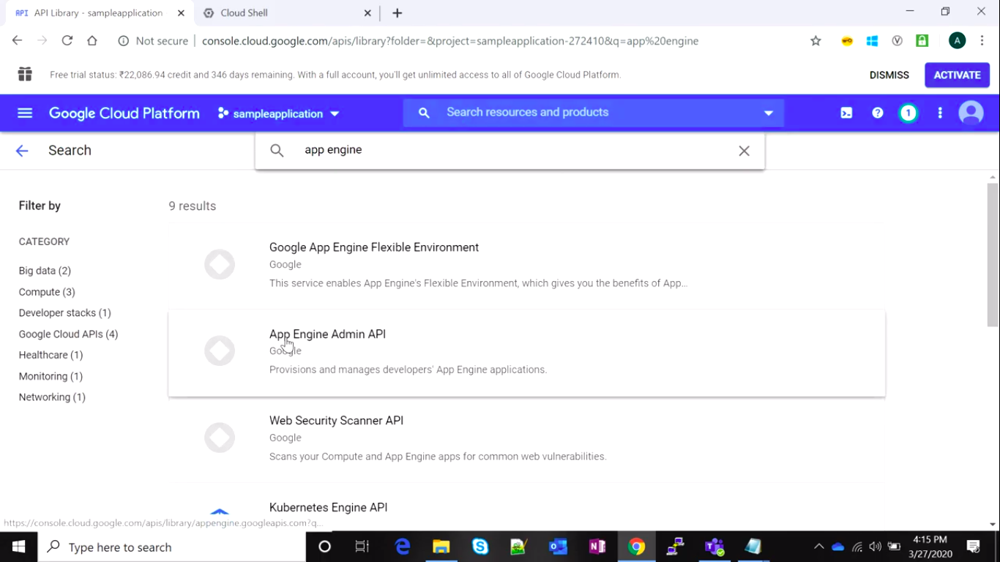 API API Library - sampleapplication
Cloud Shell
Not secure console.cloud.google.com/apis/library?folder=&project=sampleapplication-272410&q=app%20engine
A
Free trial status: ₹22,086.94 credit and 346 days remaining. With a full account, you'll get unlimited access to all of Google Cloud Platform.
DISMISS
ACTIVATE
Google Cloud Platform
sampleapplication
Search resources and products
1
Search
app engine
Filter by
CATEGORY
Big data (2)
Compute (3)
Developer stacks (1)
Google Cloud APIs (4)
Healthcare (1)
Monitoring (1)
Networking (1)
9 results
Google App Engine Flexible Environment
Google
This service enables App Engine's Flexible Environment, which gives you the benefits of App...
App Engine Admin API
Google
Provisions and manages developers' App Engine applications.
Web Security Scanner API
Google
Scans your Compute and App Engine apps for common web vulnerabilities.
Kubernetes Engine API
https://console.cloud.google.com/apis/library/appengine.googleapis.com?q...
Type here to search
4:15 PM
3/27/2020